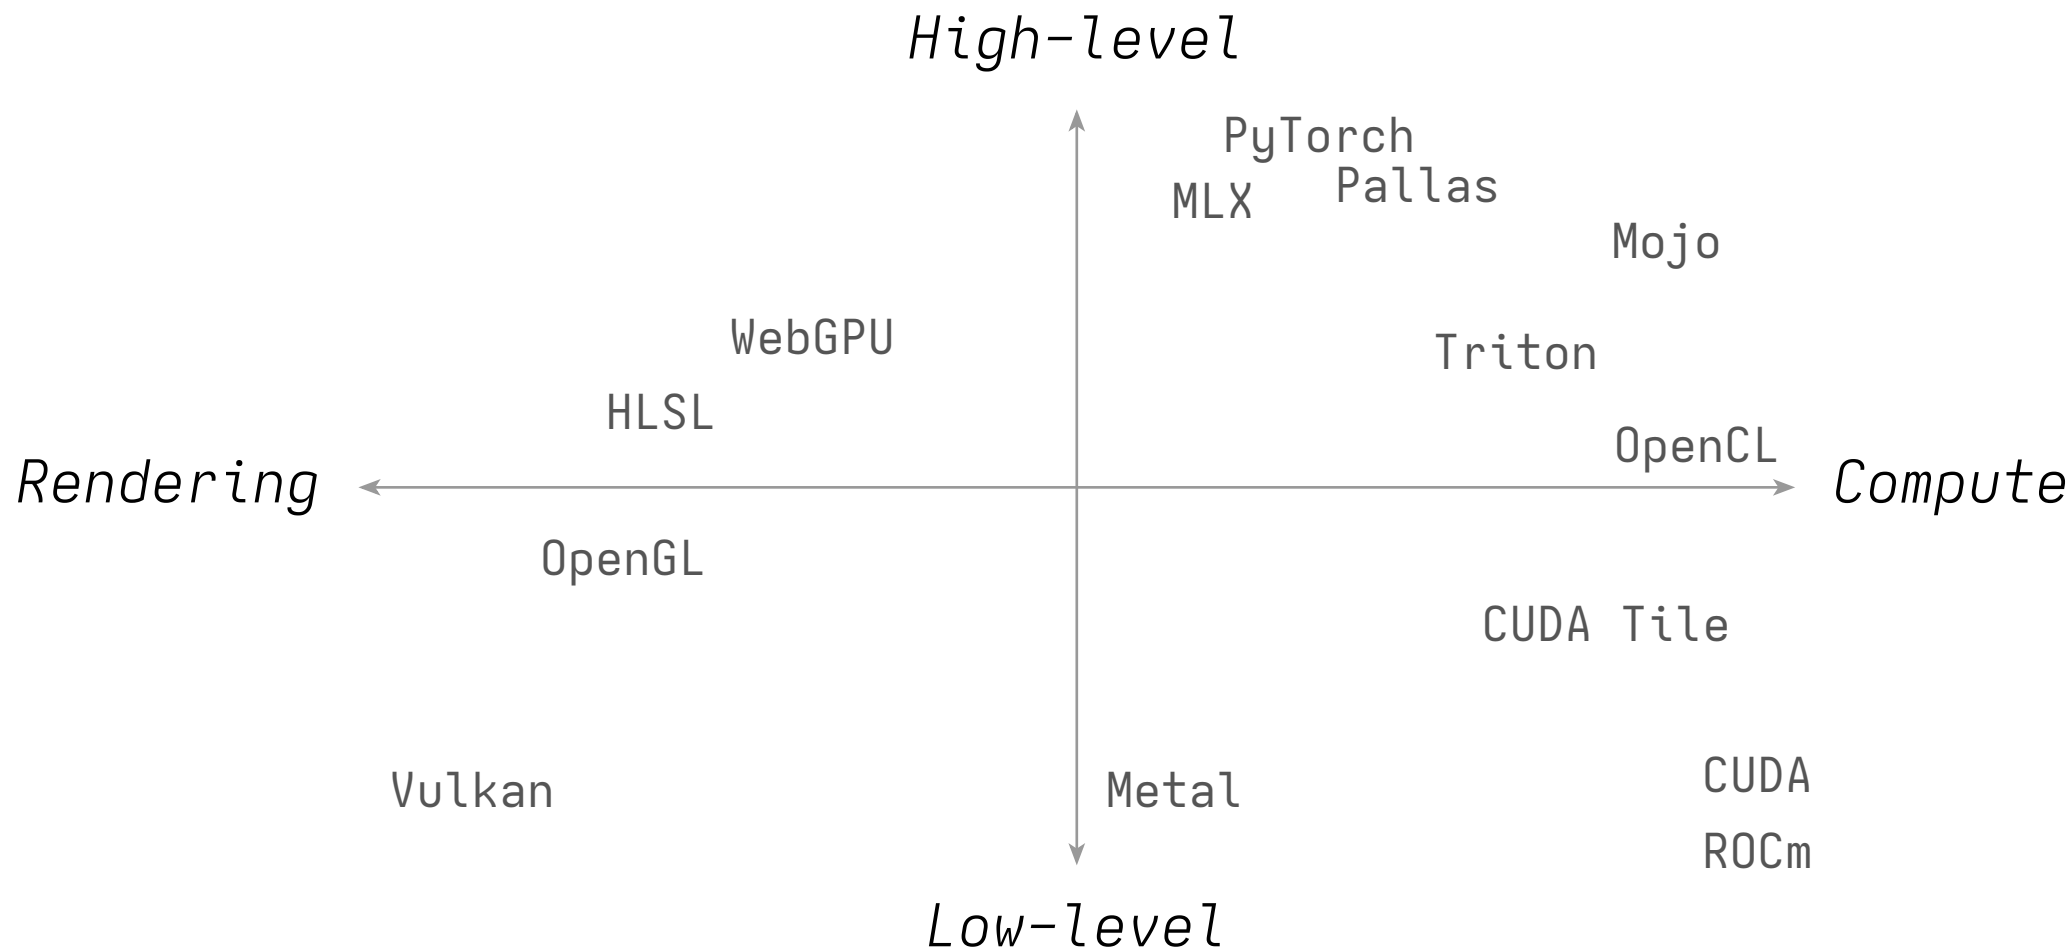 High-level
PyTorch
Pallas
MLX
Mojo
WebGPU
Triton
HLSL
OpenCL
Rendering
Compute
OpenGL
CUDA Tile
CUDA
Vulkan
Metal
ROCm
Low-level